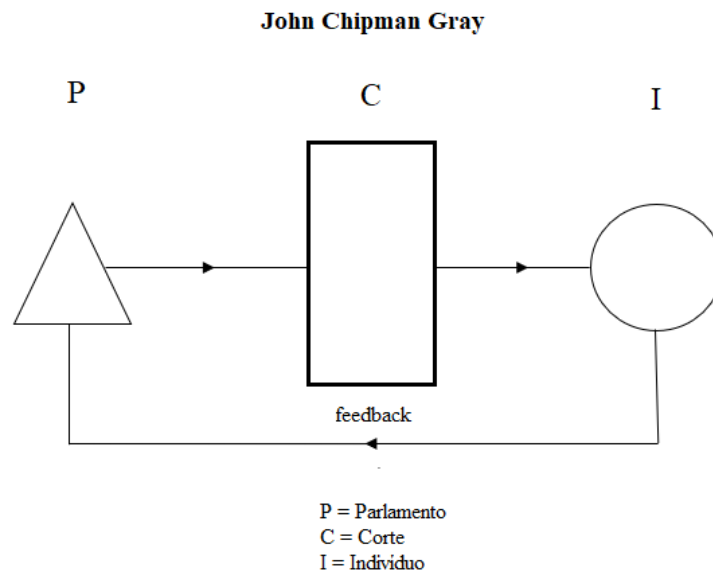 John Chipman Gray
P
C
I
feedback
P = Parlamento
C = Corte
I = Individuo